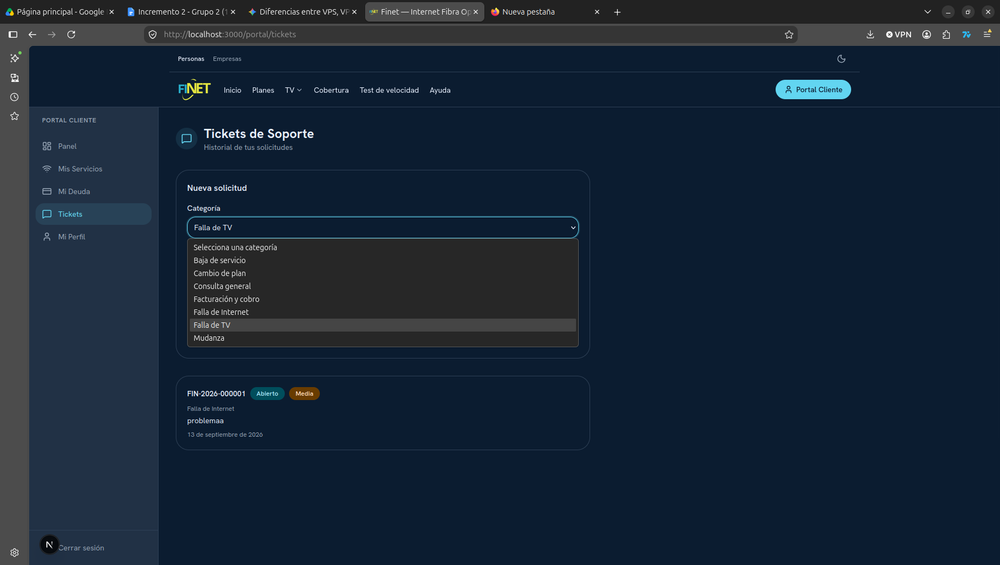 Página principal - Google
Incremento 2 - Grupo 2 (1
Diferencias entre VPS, VP
Finet — Internet Fibra Op
Nueva pestaña
http://localhost:3000/portal/tickets
VPN
Personas
Empresas
FINET
Inicio
Planes
TV
Cobertura
Test de velocidad
Ayuda
Portal Cliente
PORTAL CLIENTE
Panel
Mis Servicios
Mi Deuda
Tickets
Mi Perfil
Tickets de Soporte
Historial de tus solicitudes
Nueva solicitud
Categoría
Falla de TV
Selecciona una categoría
Baja de servicio
Cambio de plan
Consulta general
Facturación y cobro
Falla de Internet
Falla de TV
Mudanza
FIN-2026-000001
Abierto
Media
Falla de Internet
problemaa
13 de septiembre de 2026
N
Cerrar sesión